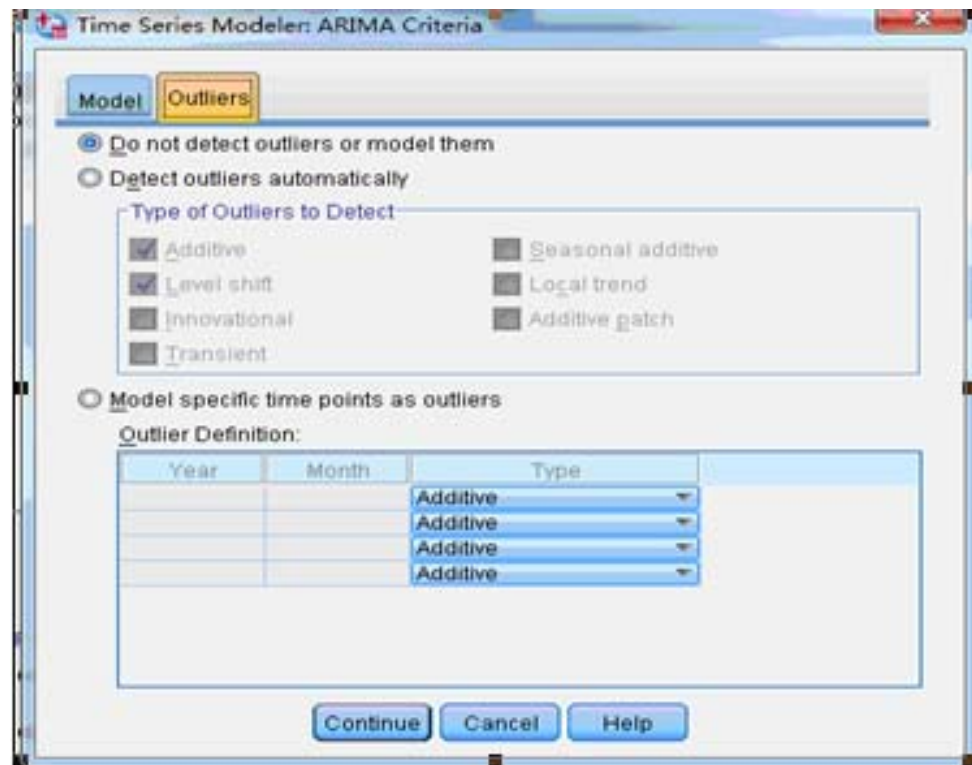 Time Series Modeler: ARIMA Criteria
Model
Outliers
Do not detect outliers or model them
Detect outliers automatically
Type of Outliers to Detect
Additive
Seasonal additive
Level shift
Local trend
Innovational
Additive patch
Transient
Model specific time points as outliers
Outlier Definition:
Year Month Type
Additive
Additive
Additive
Additive
Continue Cancel Help